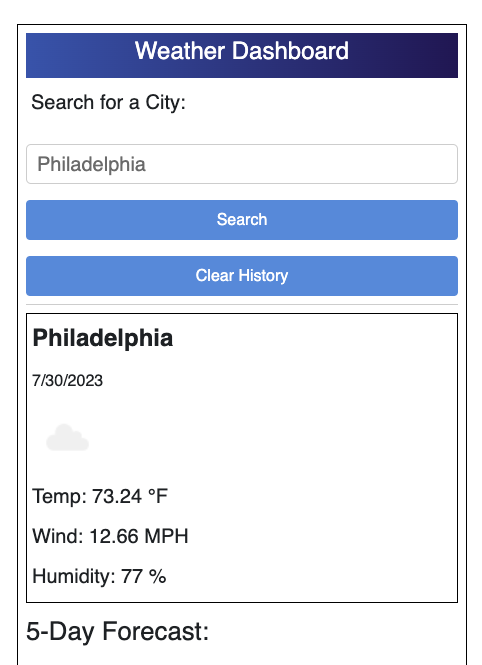 Weather Dashboard
Search for a City:
Philadelphia
Search
Clear History
Philadelphia
7/30/2023
Temp: 73.24 °F
Wind: 12.66 MPH
Humidity: 77 %
5-Day Forecast: